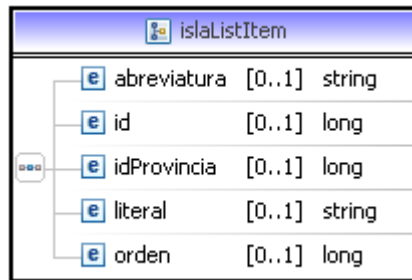 islaListItem
e abreviatura [0..1] string
e id [0..1] long
e idProvincia [0..1] long
e literal [0..1] string
e orden [0..1] long